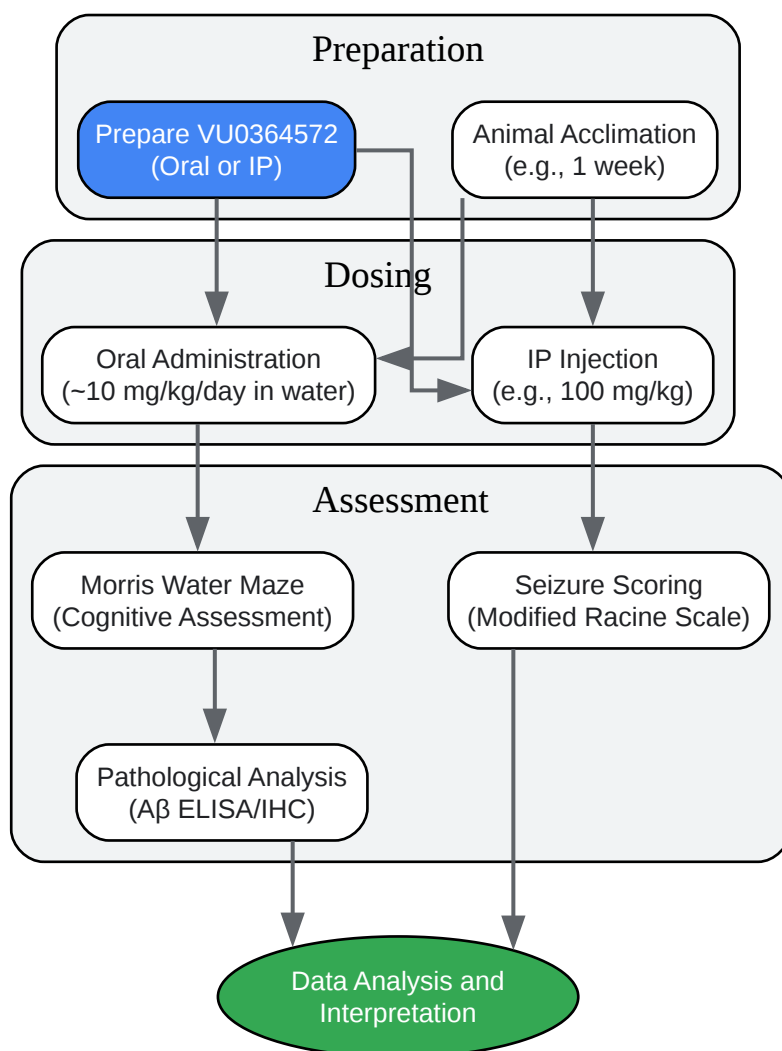 Preparation
Prepare VU0364572
(Oral or IP)
Animal Acclimation
(e.g., 1 week)
Dosing
Oral Administration
(~10 mg/kg/day in water)
IP Injection
(e.g., 100 mg/kg)
Assessment
Morris Water Maze
(Cognitive Assessment)
Seizure Scoring
(Modified Racine Scale)
Pathological Analysis
(Aβ ELISA/IHC)
Data Analysis and
Interpretation